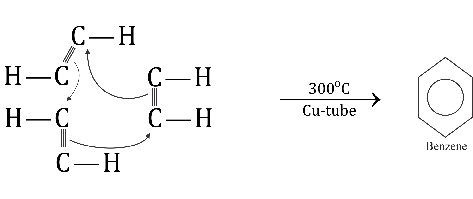 C—H
H—C
C—H
H—C
C—H
C—H
300°C
Cu-tube
Benzene